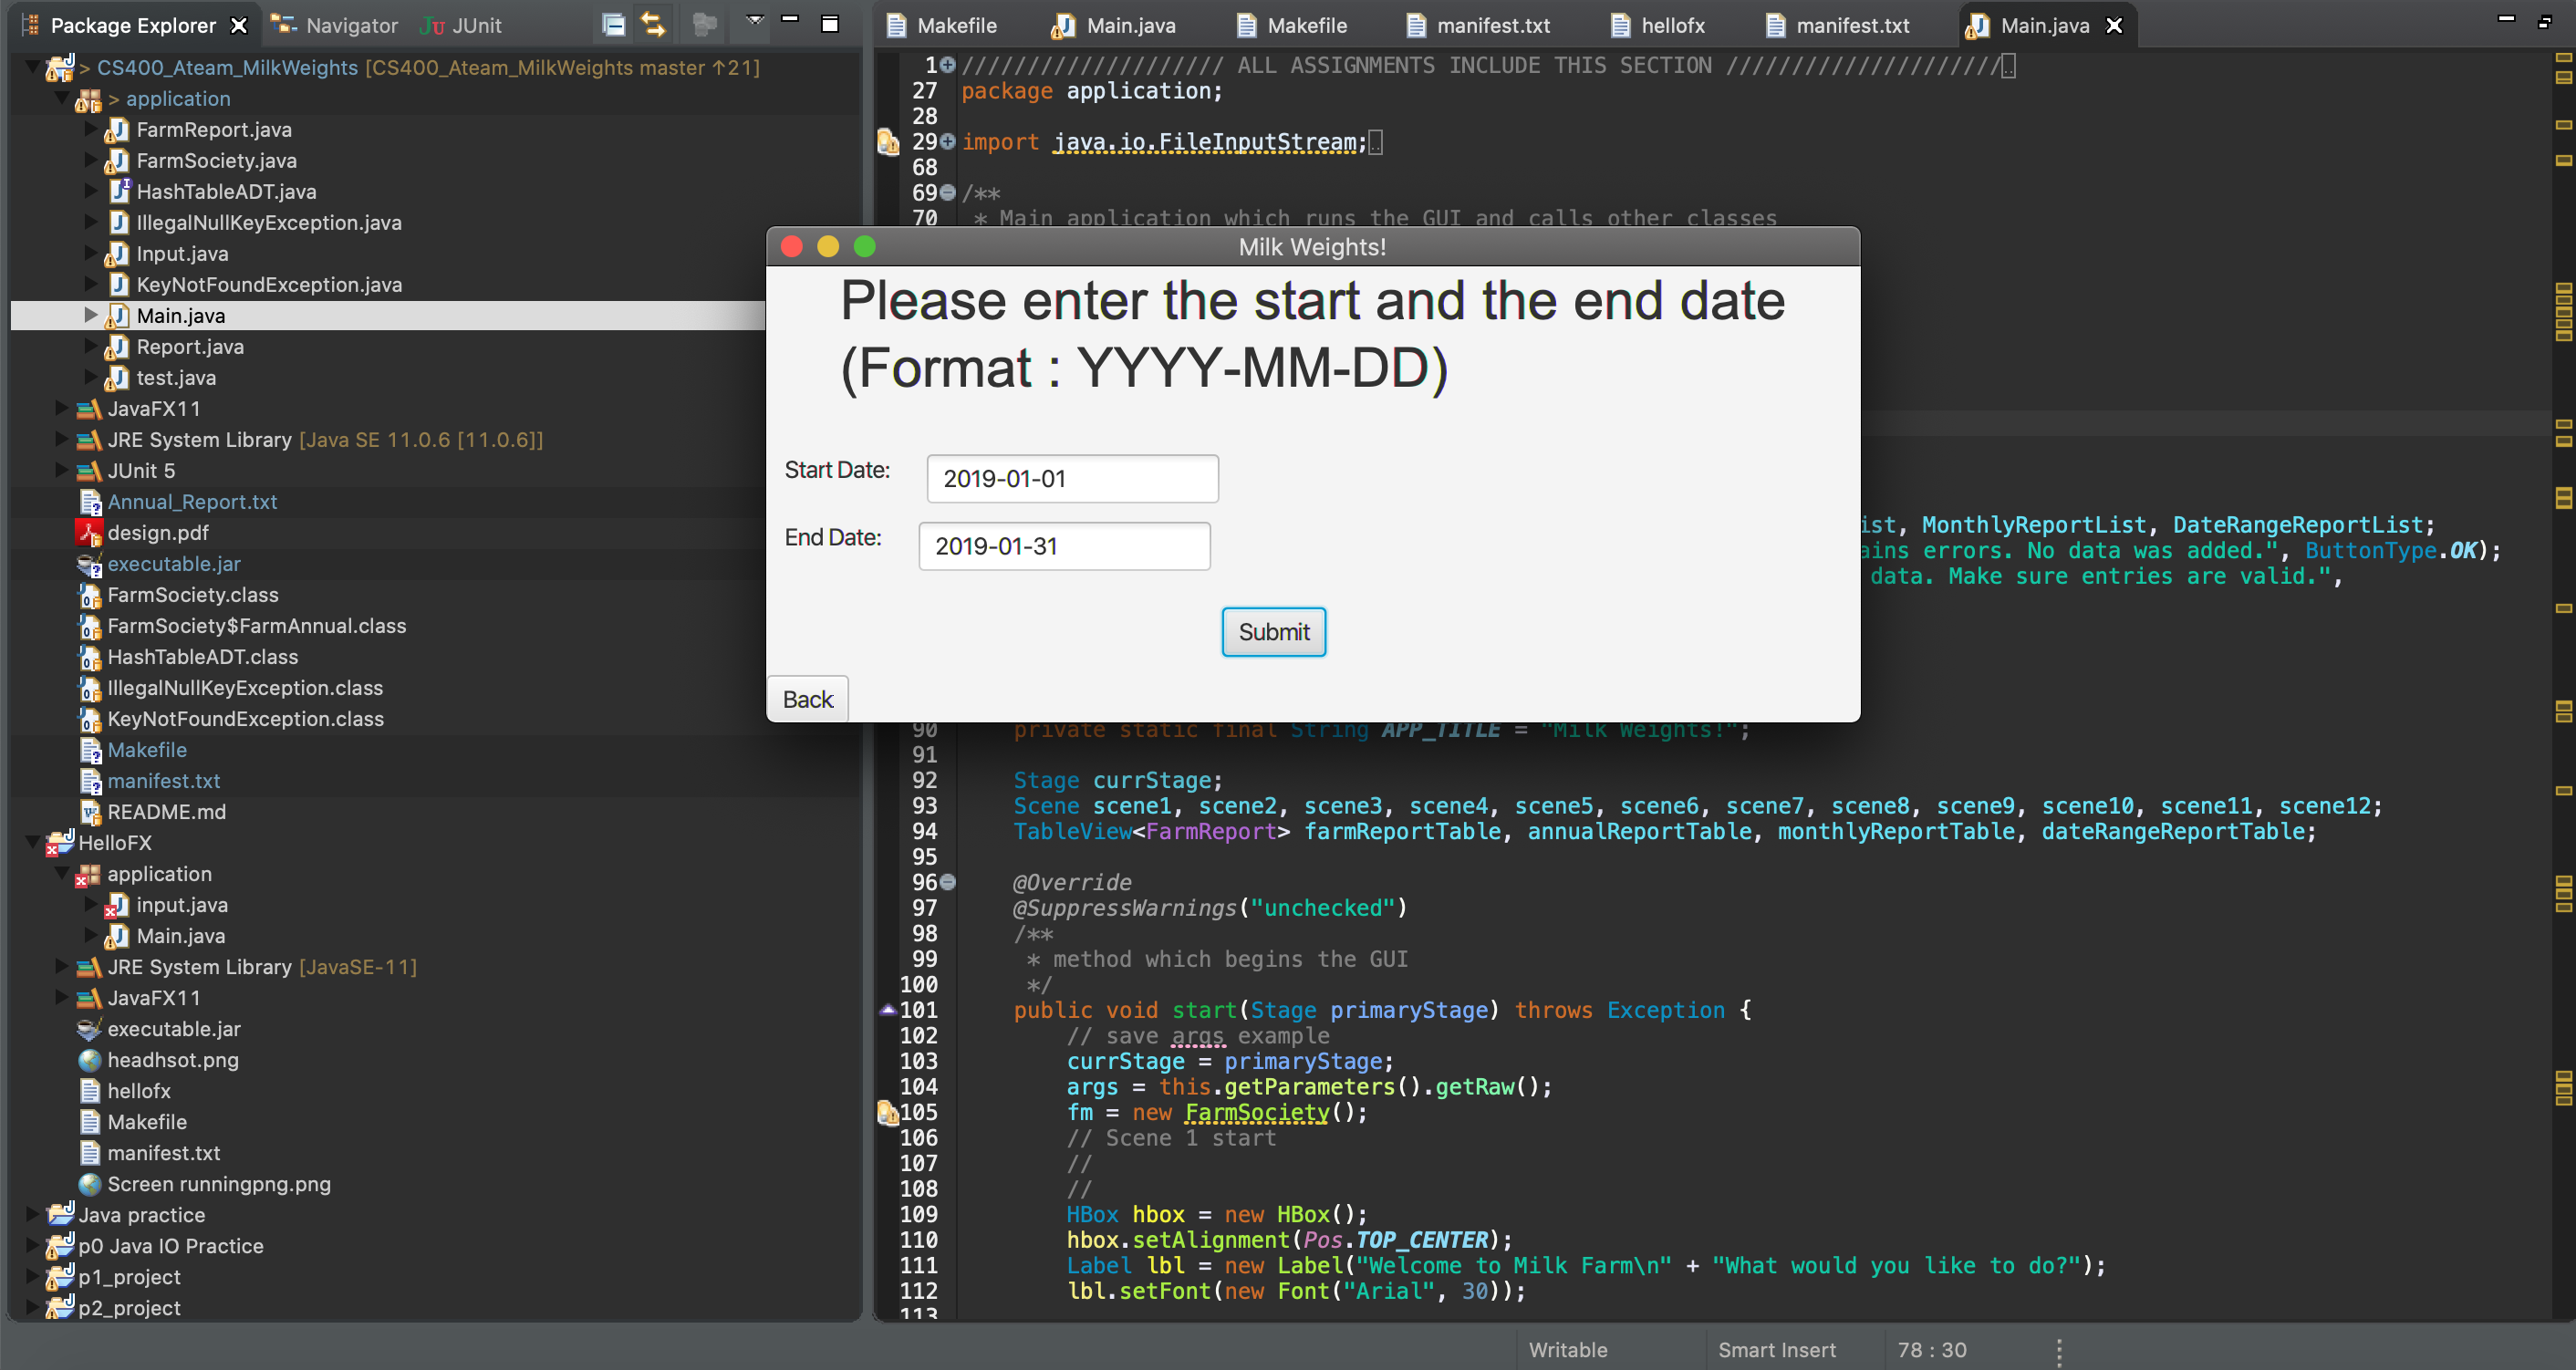 Package Explorer Navigator JUnit
> CS400_Ateam_MilkWeights [CS400_Ateam_MilkWeights master ↑21]
> application
FarmReport.java
FarmSociety.java
HashTableADT.java
IllegalNullKeyException.java
Input.java
KeyNotFoundException.java
Main.java
Report.java
test.java
JavaFX11
JRE System Library [Java SE 11.0.6 [11.0.6]]
JUnit 5
Annual_Report.txt
design.pdf
executable.jar
FarmSociety.class
FarmSociety$FarmAnnual.class
HashTableADT.class
IllegalNullKeyException.class
KeyNotFoundException.class
Makefile
manifest.txt
README.md
HelloFX
application
input.java
Main.java
JRE System Library [JavaSE-11]
JavaFX11
executable.jar
headhsot.png
hellofx
Makefile
manifest.txt
Screen runningpng.png
Java practice
p0 Java IO Practice
p1_project
p2_project
Makefile Main.java Makefile manifest.txt hellofx manifest.txt Main.java
1 //////////////////// ALL ASSIGNMENTS INCLUDE THIS SECTION /////////////////////
27 package application;
28
29 import java.io.FileInputStream;
68
69 /**
70 * Main application which runs the GUI and calls other classes
Milk Weights!
Please enter the start and the end date
(Format : YYYY-MM-DD)
Start Date: 2019-01-01
End Date: 2019-01-31
Submit
Back
ist, MonthlyReportList, DateRangeReportList;
ains errors. No data was added.", ButtonType.OK);
data. Make sure entries are valid.",
90 private static final String APP_TITLE = "Milk Weights!";
91
92 Stage currStage;
93 Scene scene1, scene2, scene3, scene4, scene5, scene6, scene7, scene8, scene9, scene10, scene11, scene12;
94 TableView<FarmReport> farmReportTable, annualReportTable, monthlyReportTable, dateRangeReportTable;
95
96 @Override
97 @SuppressWarnings("unchecked")
98 /**
99 * method which begins the GUI
100 */
101 public void start(Stage primaryStage) throws Exception {
102 // save args example
103 currStage = primaryStage;
104 args = this.getParameters().getRaw();
105 fm = new FarmSociety();
106 // Scene 1 start
107 //
108 //
109 HBox hbox = new HBox();
110 hbox.setAlignment(Pos.TOP_CENTER);
111 Label lbl = new Label("Welcome to Milk Farm\n" + "What would you like to do?");
112 lbl.setFont(new Font("Arial", 30));
113
Writable Smart Insert 78 : 30